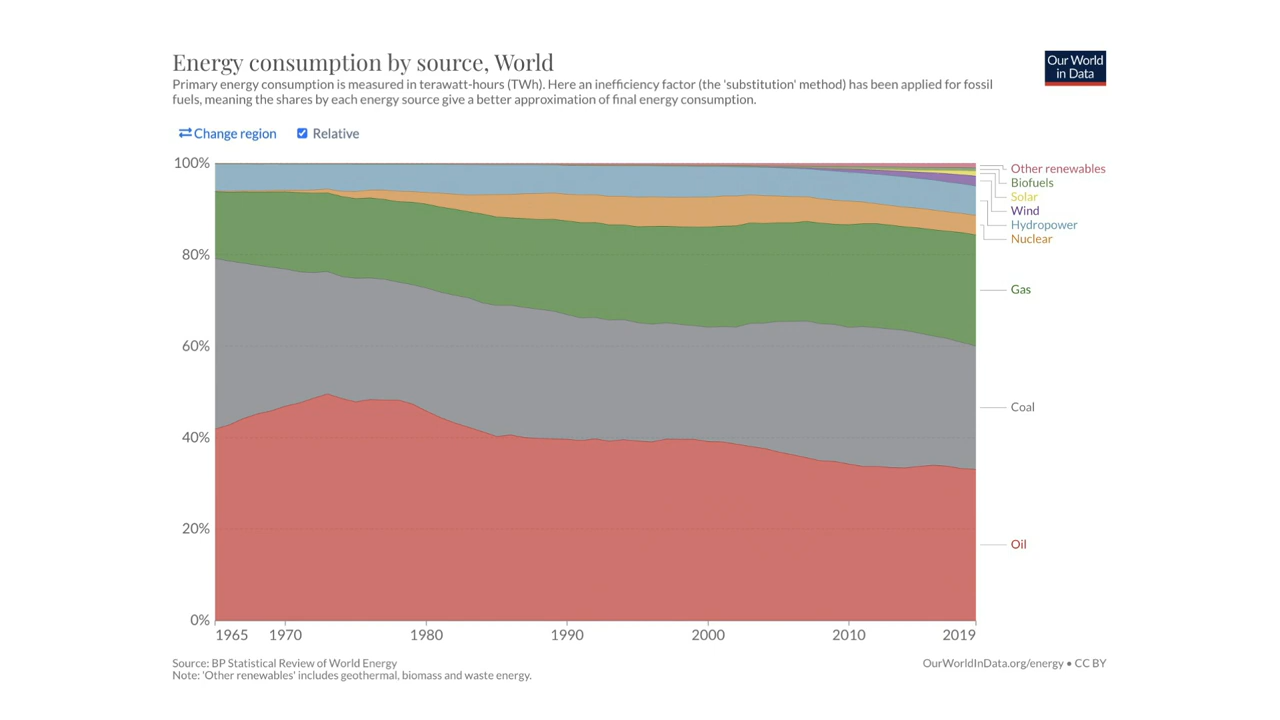 Energy consumption by source, World
Primary energy consumption is measured in terawatt-hours (TWh). Here an inefficiency factor (the 'substitution' method) has been applied for fossil
fuels, meaning the shares by each energy source give a better approximation of final energy consumption.
Our World
in Data
Change region
Relative
100%
80%
60%
40%
20%
0%
Other renewables
Biofuels
Solar
Wind
Hydropower
Nuclear
Gas
Coal
Oil
1965 1970 1980 1990 2000 2010 2019
Source: BP Statistical Review of World Energy
Note: 'Other renewables' includes geothermal, biomass and waste energy.
OurWorldInData.org/energy • CC BY